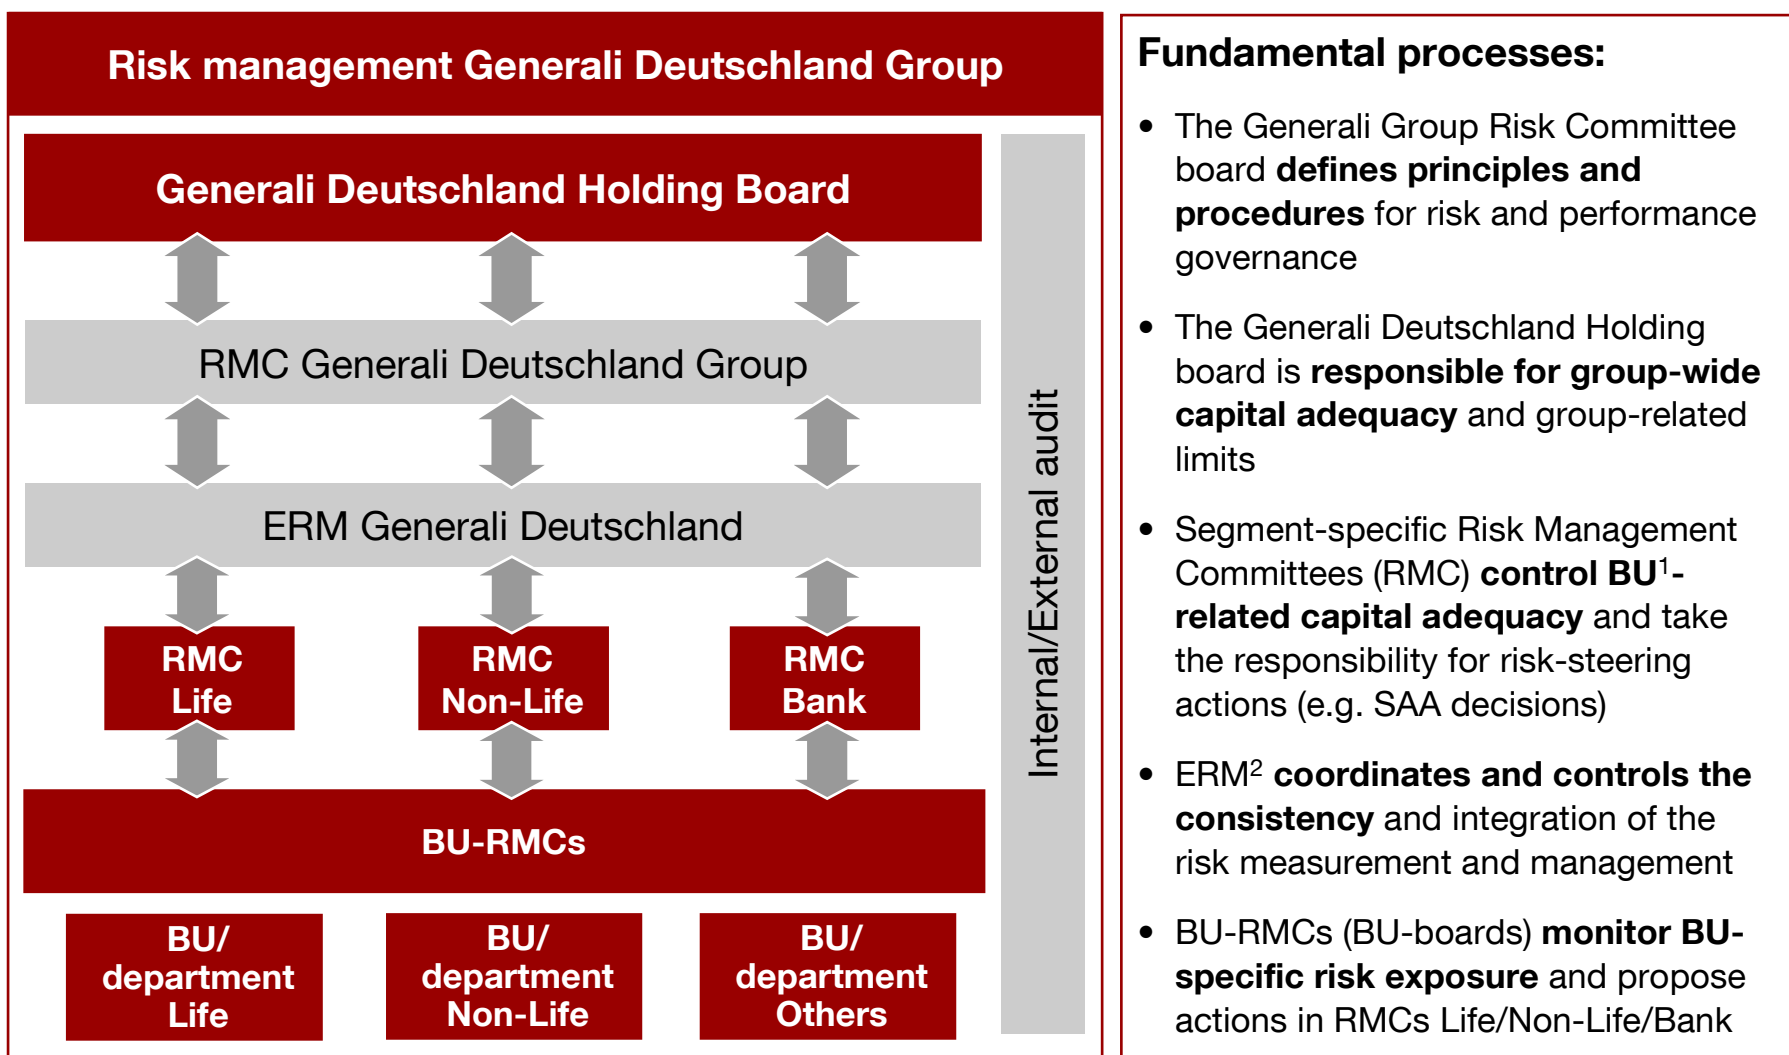 Risk management Generali Deutschland Group
Generali Deutschland Holding Board
RMC Generali Deutschland Group
ERM Generali Deutschland
RMC
Life
RMC
Non-Life
RMC
Bank
BU-RMCs
BU/
department
Life
BU/
department
Non-Life
BU/
department
Others
Internal/External audit
Fundamental processes:
• The Generali Group Risk Committee
board defines principles and
procedures for risk and performance
governance
• The Generali Deutschland Holding
board is responsible for group-wide
capital adequacy and group-related
limits
• Segment-specific Risk Management
Committees (RMC) control BU¹-
related capital adequacy and take
the responsibility for risk-steering
actions (e.g. SAA decisions)
• ERM² coordinates and controls the
consistency and integration of the
risk measurement and management
• BU-RMCs (BU-boards) monitor BU-
specific risk exposure and propose
actions in RMCs Life/Non-Life/Bank